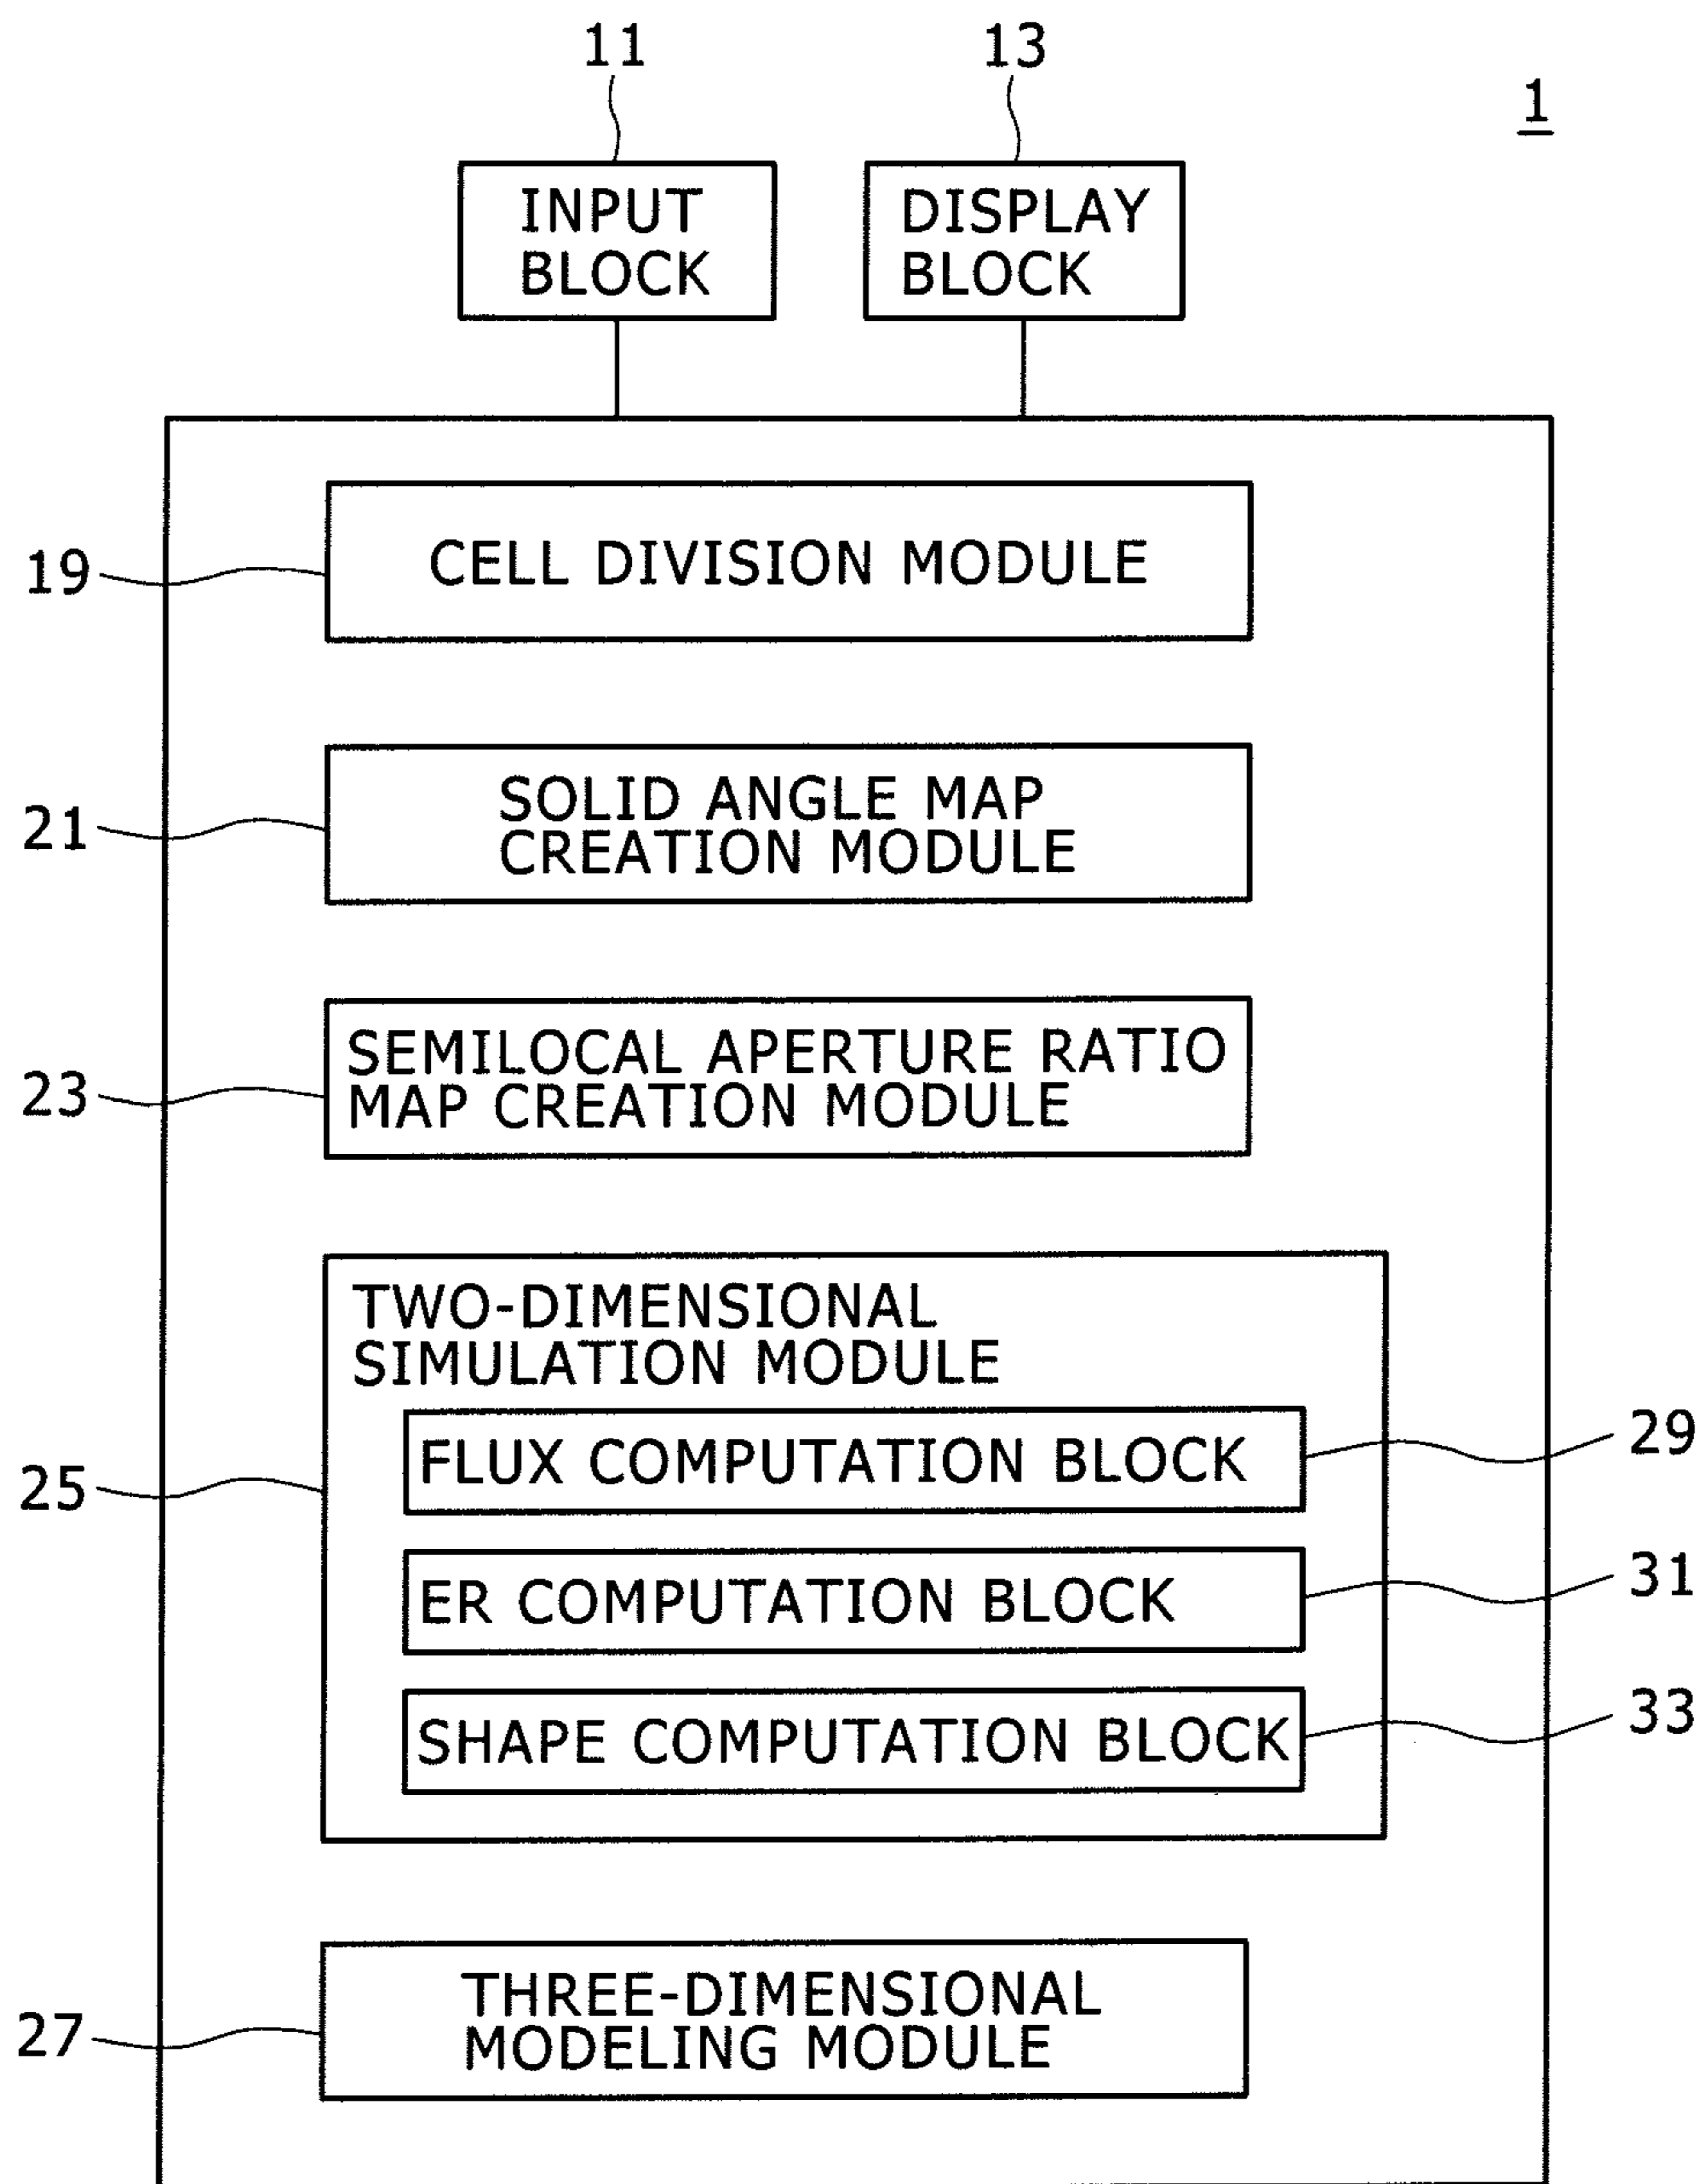 11
13
1
INPUT
BLOCK
DISPLAY
BLOCK
19
CELL DIVISION MODULE
21
SOLID ANGLE MAP
CREATION MODULE
23
SEMILOCAL APERTURE RATIO
MAP CREATION MODULE
25
TWO-DIMENSIONAL
SIMULATION MODULE
FLUX COMPUTATION BLOCK
29
ER COMPUTATION BLOCK
31
SHAPE COMPUTATION BLOCK
33
27
THREE-DIMENSIONAL
MODELING MODULE